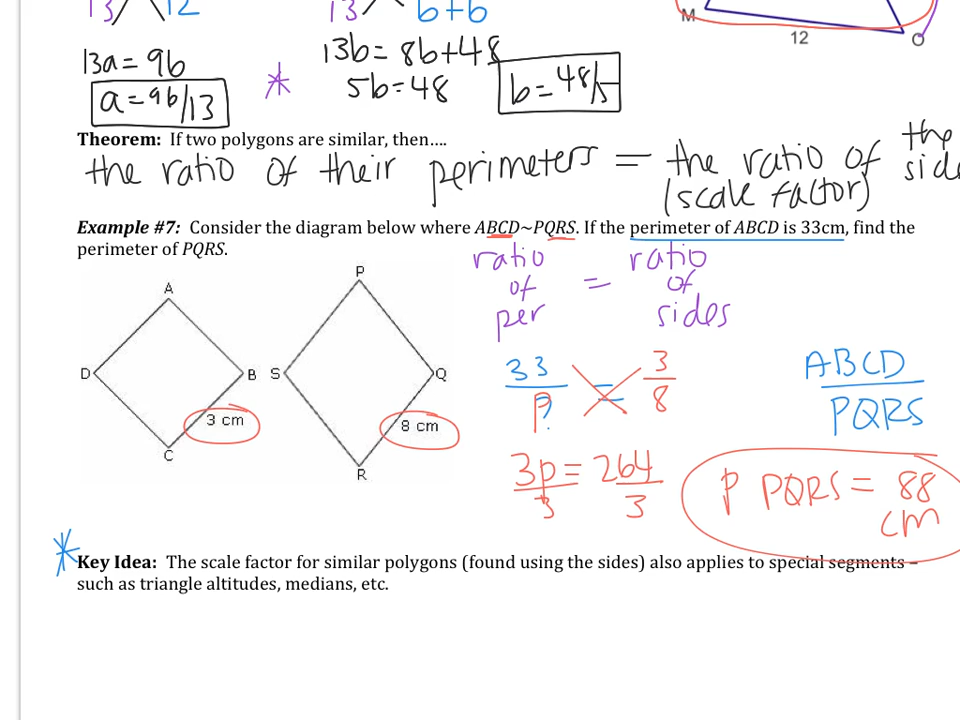 13 12
13 b+6
13a = 96
13b = 8b+48
* 5b = 48
a = 96/13
b = 48/5
M
12
O
Theorem: If two polygons are similar, then….
the ratio of their perimeters = the ratio of the
(scale factor)
Example #7: Consider the diagram below where ABCD~PQRS. If the perimeter of ABCD is 33cm, find the
perimeter of PQRS.
ratio of per = ratio of sides
A
D
B
3 cm
C
P
S
Q
8 cm
R
33/P? = 3/8
ABCD/PQRS
3p/3 = 264/3
P PQRS = 88 cm
* Key Idea: The scale factor for similar polygons (found using the sides) also applies to special segments –
such as triangle altitudes, medians, etc.